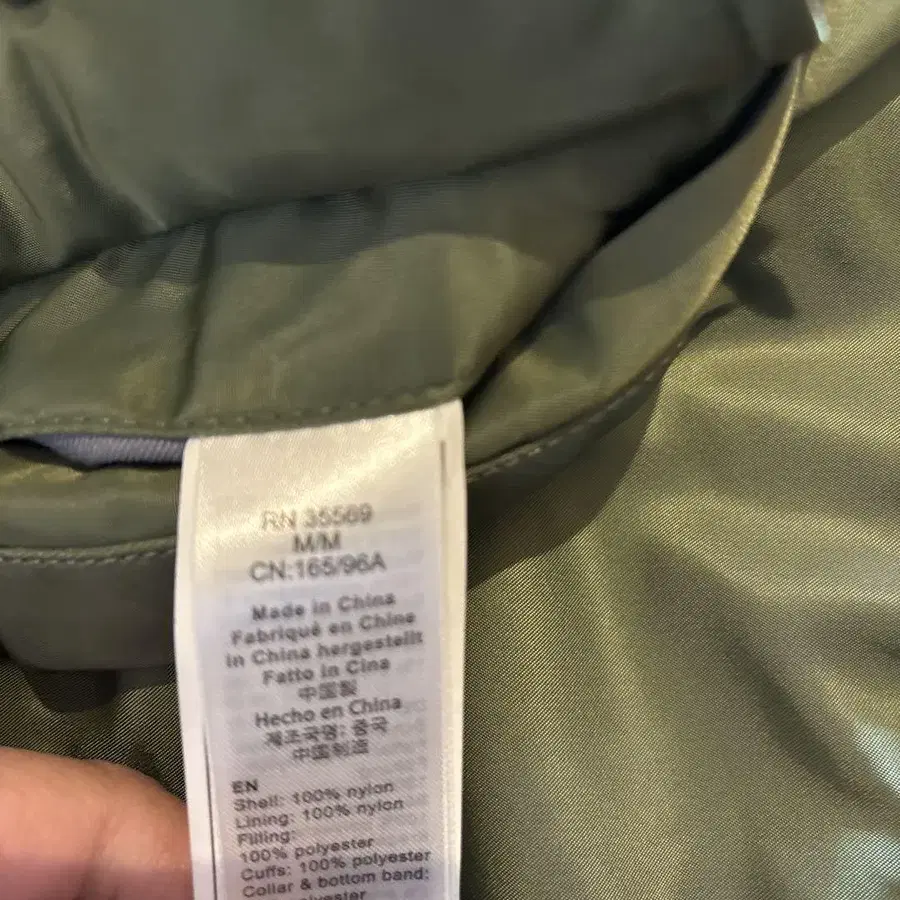 RN 35569
M/M
CN:165/96A
Made in China
Fabriqué en China
in China hergestellt
Fatto in Cina
中国製
Hecho en China
제조국명: 중국
中国制造
EN
Shell: 100% nylon
Lining: 100% nylon
Filling:
100% polyester
Cuffs: 100% polyester
Collar & bottom band: